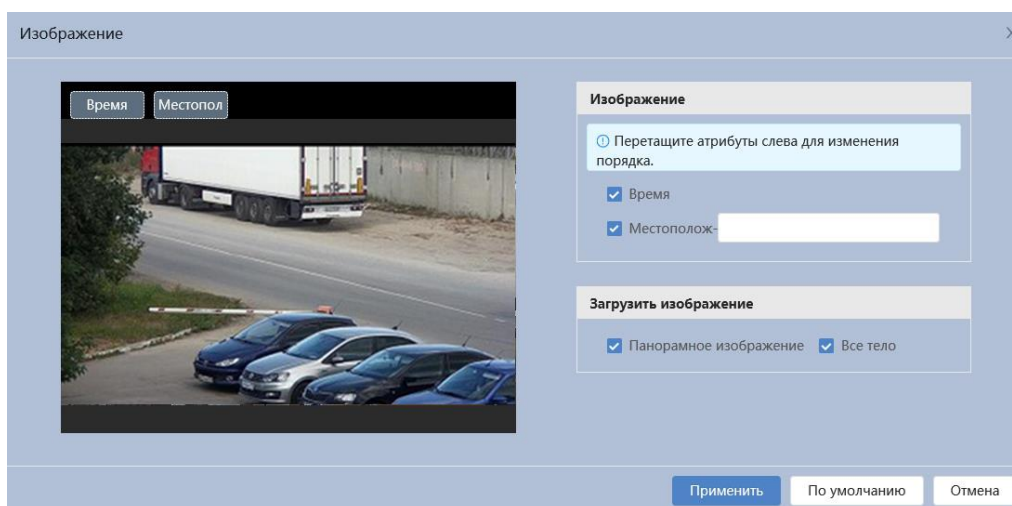 Изображение
Время Местопол
Изображение
Перетащите атрибуты слева для изменения
порядка.
Время
Местополож-
Загрузить изображение
Панорамное изображение Все тело
Применить По умолчанию Отмена